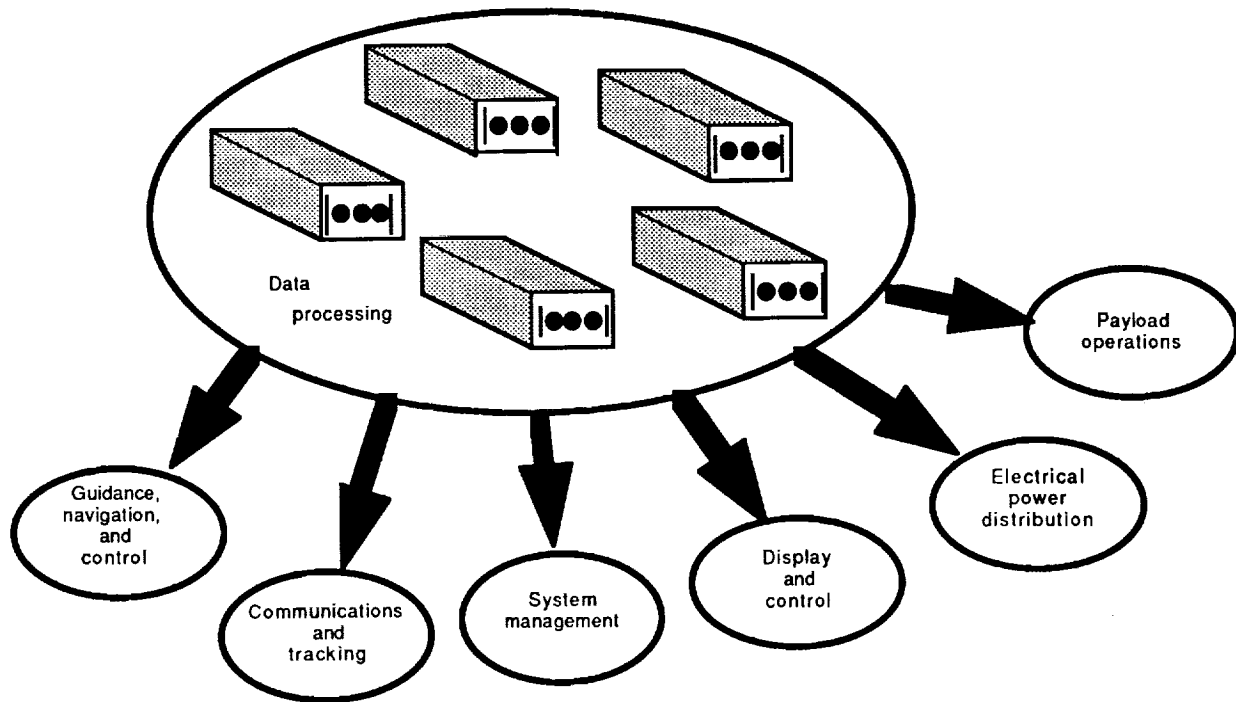 Data
processing
Payload
operations
Guidance,
navigation,
and
control
Communications
and
tracking
System
management
Display
and
control
Electrical
power
distribution